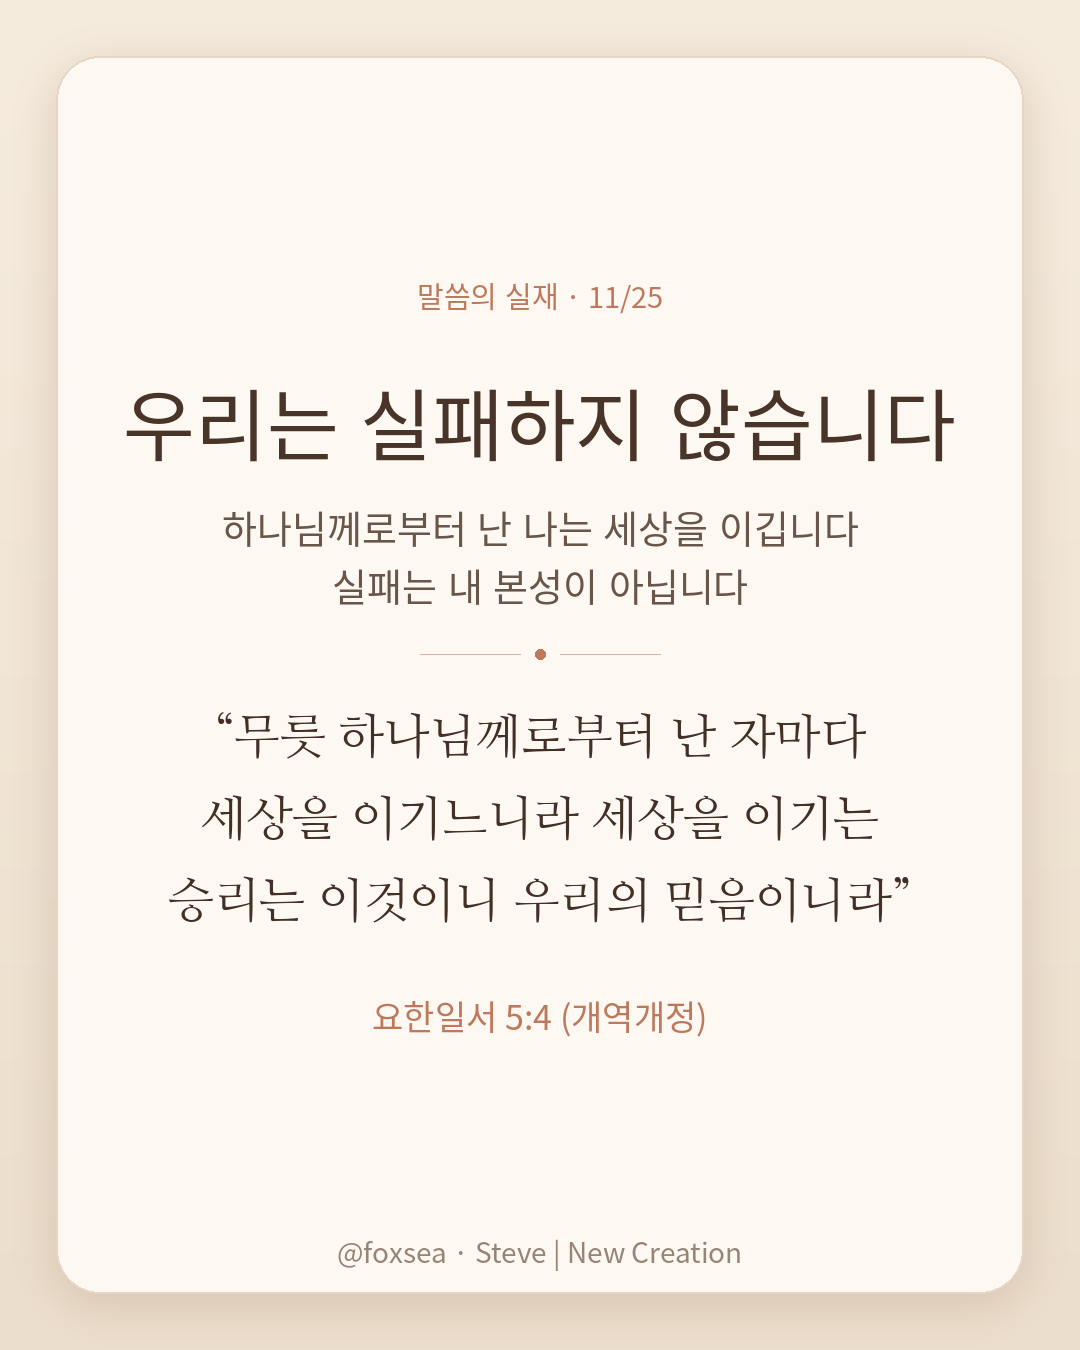 말씀의 실재 · 11/25
우리는 실패하지 않습니다
하나님께로부터 난 나는 세상을 이깁니다
실패는 내 본성이 아닙니다
“무릇 하나님께로부터 난 자마다
세상을 이기느니라 세상을 이기는
승리는 이것이니 우리의 믿음이니라”
요한일서 5:4 (개역개정)
@foxsea · Steve | New Creation